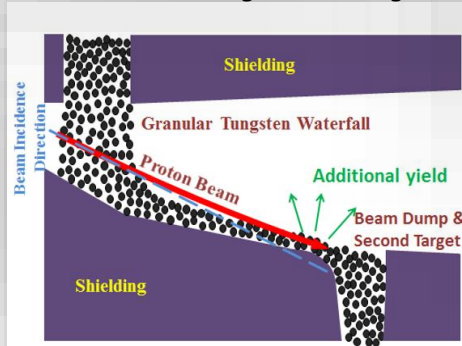 Shielding
Granular Tungsten Waterfall
Beam Incidence
Direction
Proton Beam
Additional yield
Beam Dump &
Second Target
Shielding